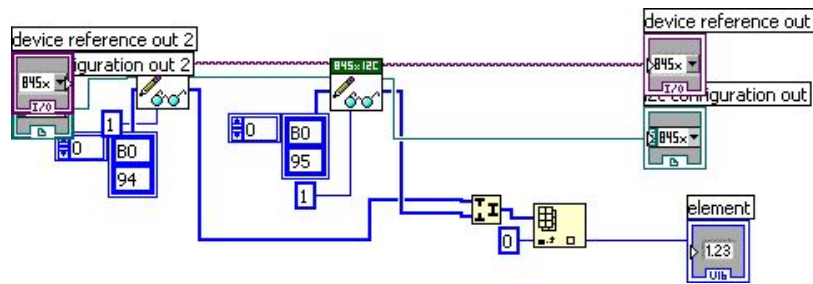 device reference out
device reference out 2
iguration out 2
845x I2C
845x
845x
I/O
I/O
i2c configuration out
1
0
B0
94
0
B0
95
1
845x
element
0
1.23
U16